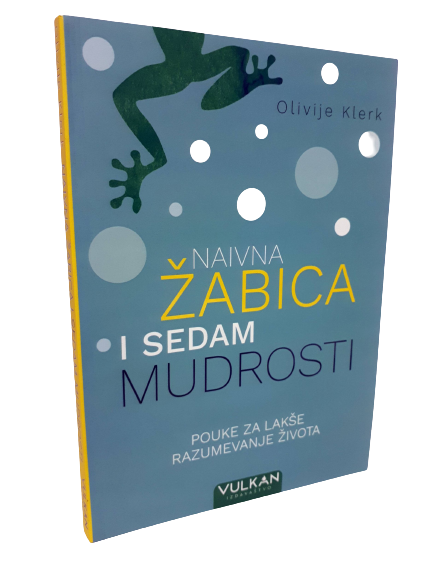 Olivije Klerk
NAIVNA
ŽABICA
I SEDAM
MUDROSTI
POUKE ZA LAKŠE
RAZUMEVANJE ŽIVOTA
VULKAN
IZDAVAŠTVO